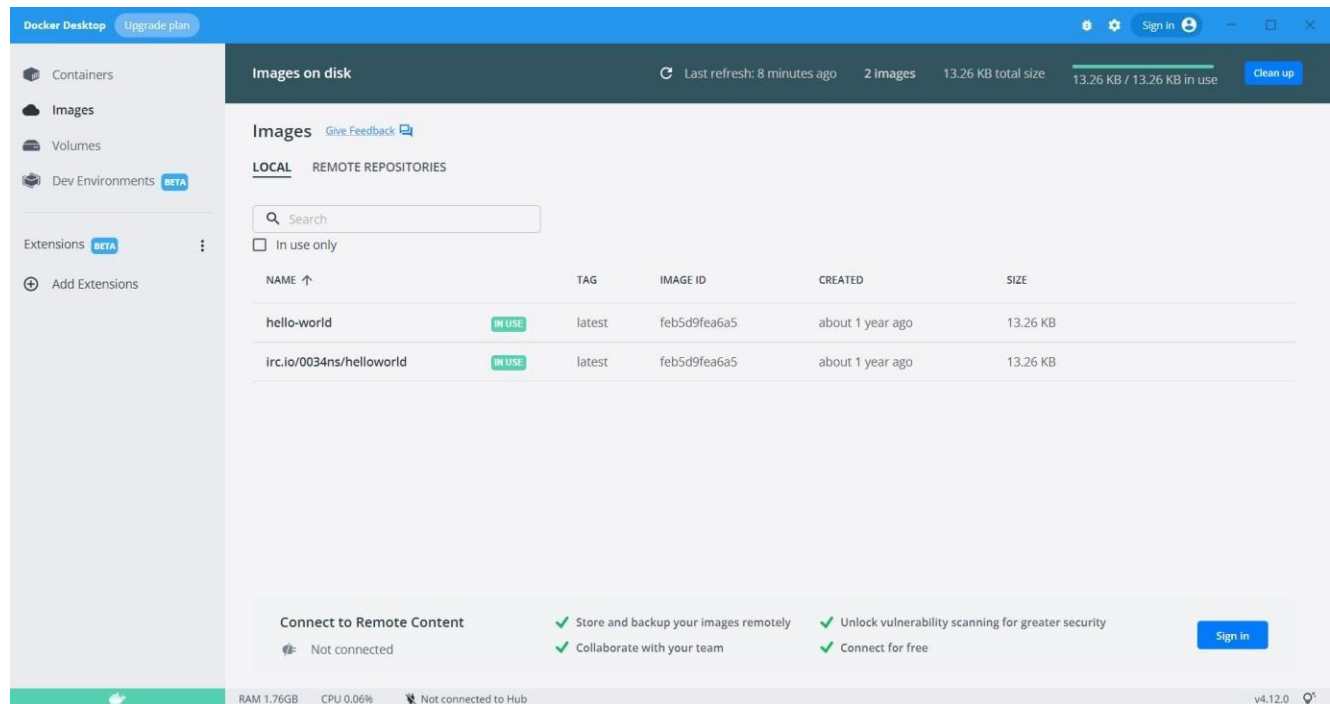 Docker Desktop Upgrade plan Sign in
Containers
Images
Volumes
Dev Environments BETA
Extensions BETA
Add Extensions
Images on disk Last refresh: 8 minutes ago 2 images 13.26 KB total size 13.26 KB / 13.26 KB in use Clean up
Images Give Feedback
LOCAL REMOTE REPOSITORIES
Search
In use only
NAME TAG IMAGE ID CREATED SIZE
hello-world IN USE latest feb5d9fea6a5 about 1 year ago 13.26 KB
irc.io/0034ns/helloworld IN USE latest feb5d9fea6a5 about 1 year ago 13.26 KB
Connect to Remote Content
Not connected
Store and backup your images remotely
Collaborate with your team
Unlock vulnerability scanning for greater security
Connect for free
Sign in
RAM 1.76GB CPU 0.06% Not connected to Hub v4.12.0